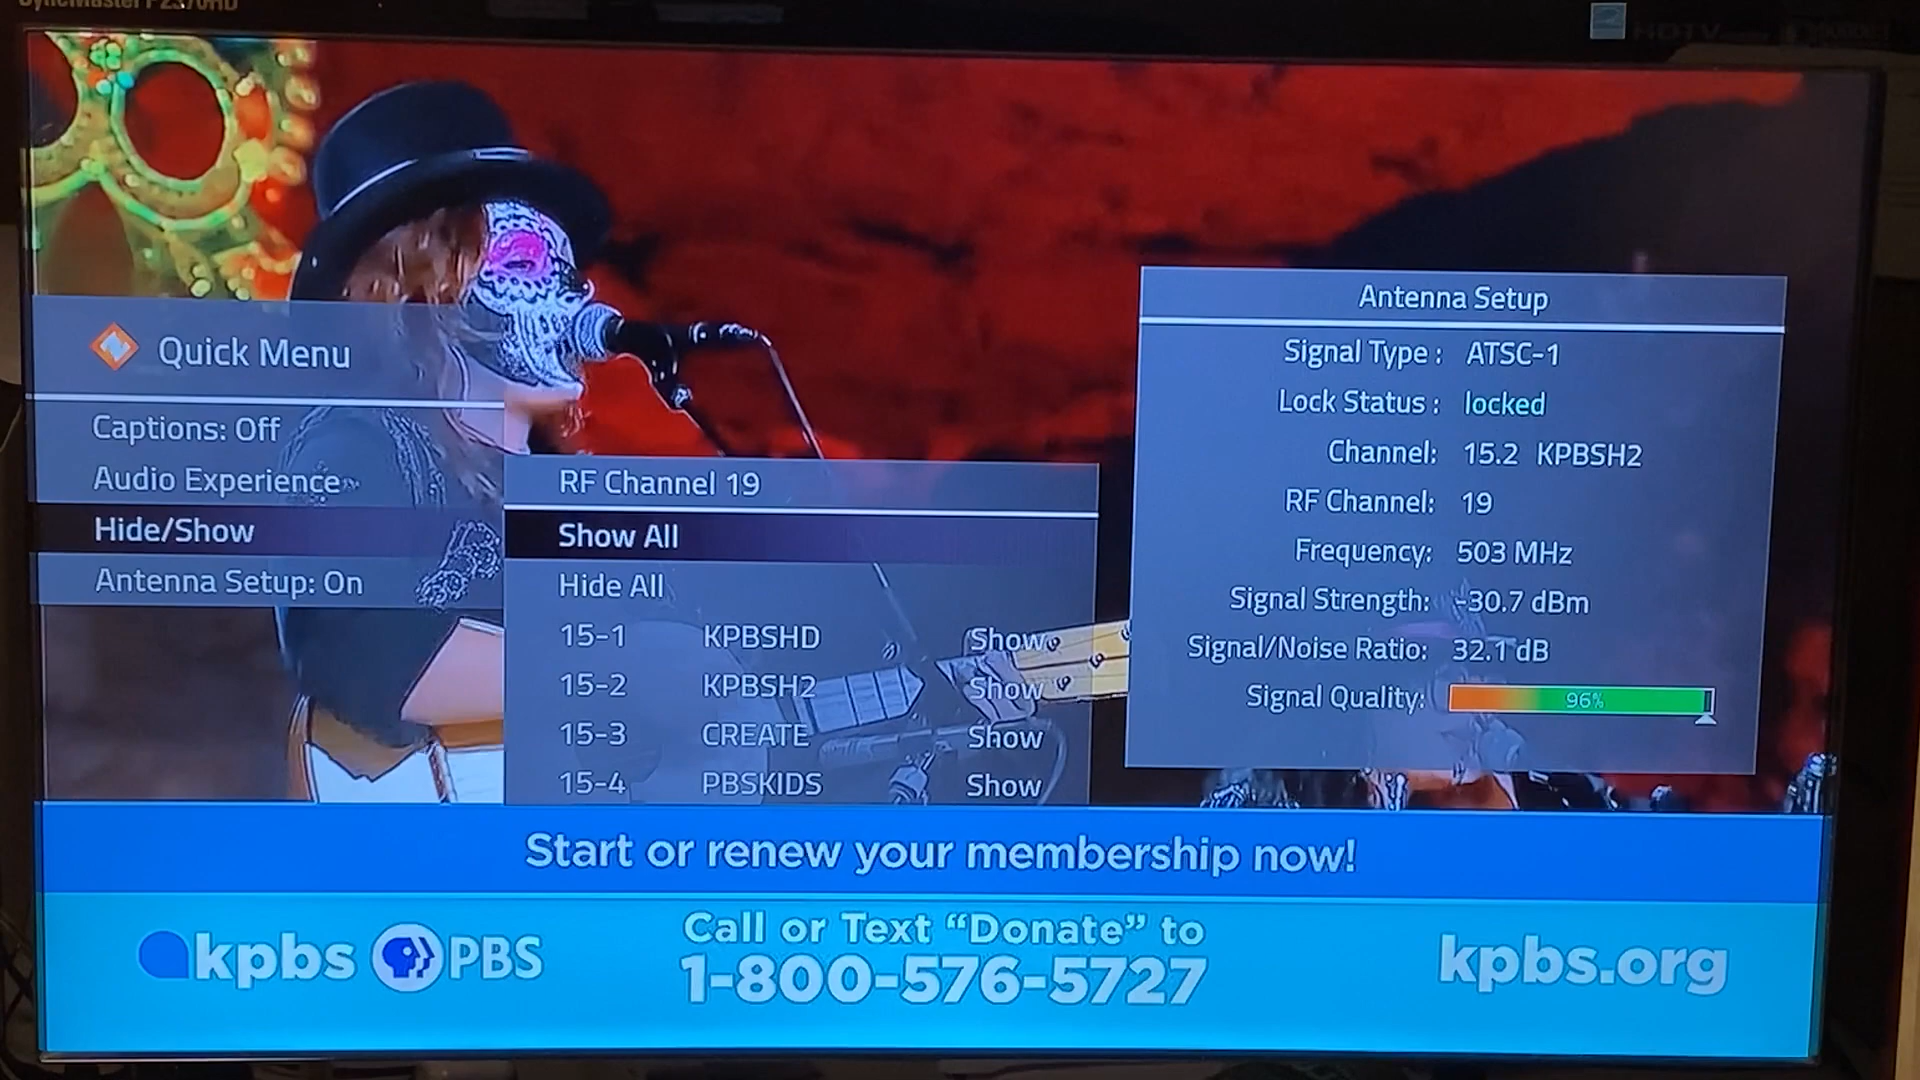 SyncMaster P2370HD
HDTV
Quick Menu
Captions: Off
Audio Experience
Hide/Show
Antenna Setup: On
RF Channel 19
Show All
Hide All
15-1 KPBSHD Show
15-2 KPBSH2 Show
15-3 CREATE Show
15-4 PBSKIDS Show
Antenna Setup
Signal Type : ATSC-1
Lock Status : locked
Channel: 15.2 KPBSH2
RF Channel: 19
Frequency: 503 MHz
Signal Strength: -30.7 dBm
Signal/Noise Ratio: 32.1 dB
Signal Quality: 96%
Start or renew your membership now!
kpbs PBS
Call or Text “Donate” to
1-800-576-5727
kpbs.org